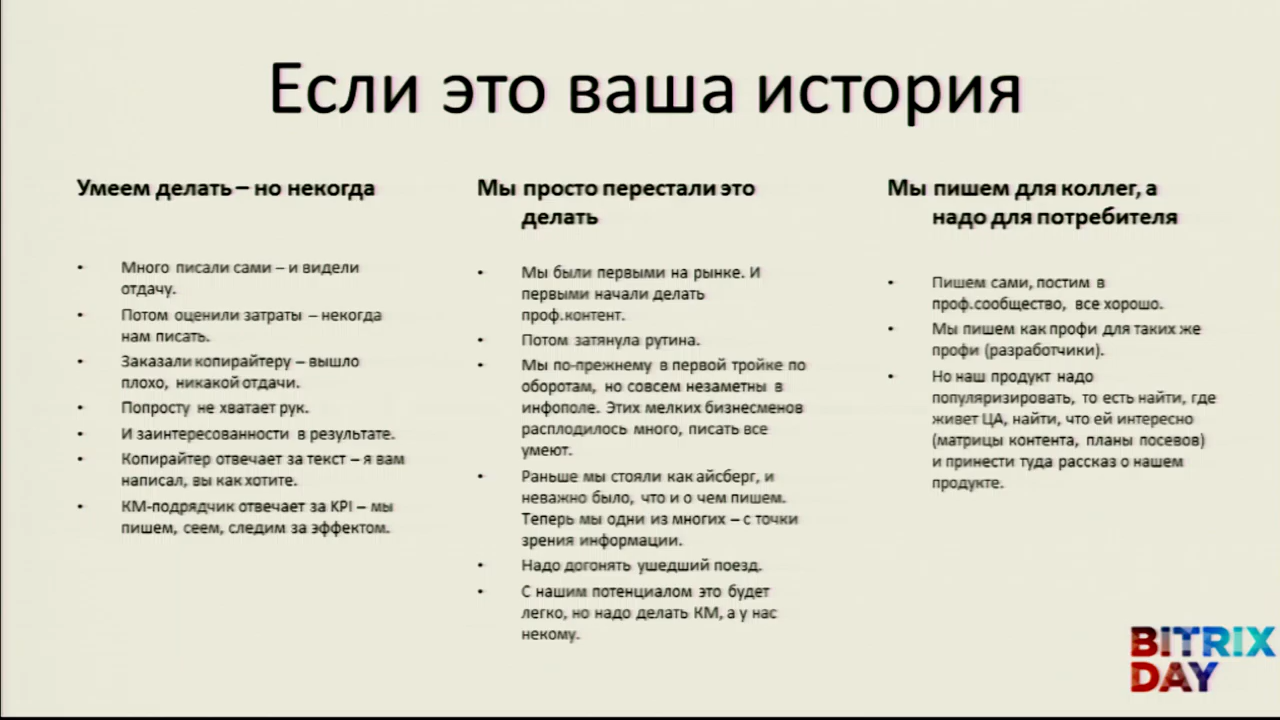 Если это ваша история
Умеем делать – но некогда
• Много писали сами – и видели
отдачу.
• Потом оценили затраты – некогда
нам писать.
• Заказали копирайтеру – вышло
плохо, никакой отдачи.
• Попросту не хватает рук.
• И заинтересованности в результате.
• Копирайтер отвечает за текст – я вам
написал, вы как хотите.
• КМ-подрядчик отвечает за KPI – мы
пишем, сеем, следим за эффектом.
Мы просто перестали это
делать
• Мы были первыми на рынке. И
первыми начали делать
проф.контент.
• Потом затянула рутина.
• Мы по-прежнему в первой тройке по
оборотам, но совсем незаметны в
инфополе. Этих мелких бизнесменов
расплодилось много, писать все
умеют.
• Раньше мы стояли как айсберг, и
неважно было, что и о чем пишем.
Теперь мы одни из многих – с точки
зрения информации.
• Надо догонять ушедший поезд.
• С нашим потенциалом это будет
легко, но надо делать КМ, а у нас
некому.
Мы пишем для коллег, а
надо для потребителя
• Пишем сами, постим в
проф.сообщество, все хорошо.
• Мы пишем как профи для таких же
профи (разработчики).
• Но наш продукт надо
популяризировать, то есть найти, где
живет ЦА, найти, что ей интересно
(матрицы контента, планы посевов)
и принести туда рассказ о нашем
продукте.
BITRIX
DAY